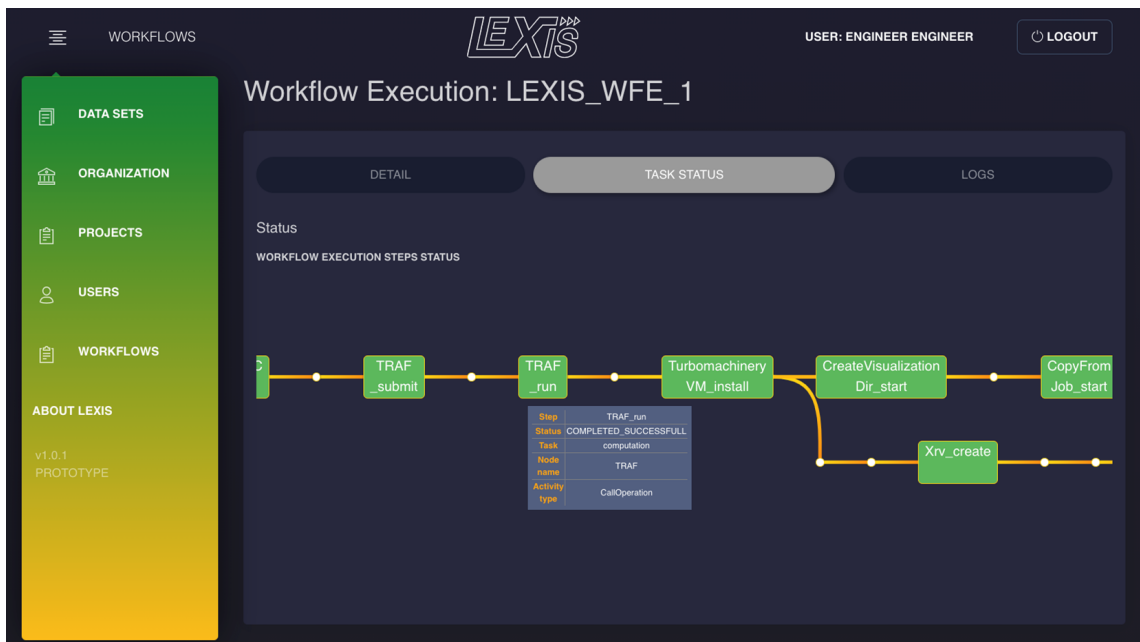 WORKFLOWS
LEXIS
USER: ENGINEER ENGINEER
LOGOUT
DATA SETS
ORGANIZATION
PROJECTS
USERS
WORKFLOWS
ABOUT LEXIS
v1.0.1
PROTOTYPE
Workflow Execution: LEXIS_WFE_1
DETAIL
TASK STATUS
LOGS
Status
WORKFLOW EXECUTION STEPS STATUS
C
TRAF
_submit
TRAF
_run
Turbomachinery
VM_install
CreateVisualization
Dir_start
CopyFrom
Job_start
Xrv_create
Step TRAF_run
Status COMPLETED_SUCCESSFULL
Task computation
Node
name TRAF
Activity
type CallOperation